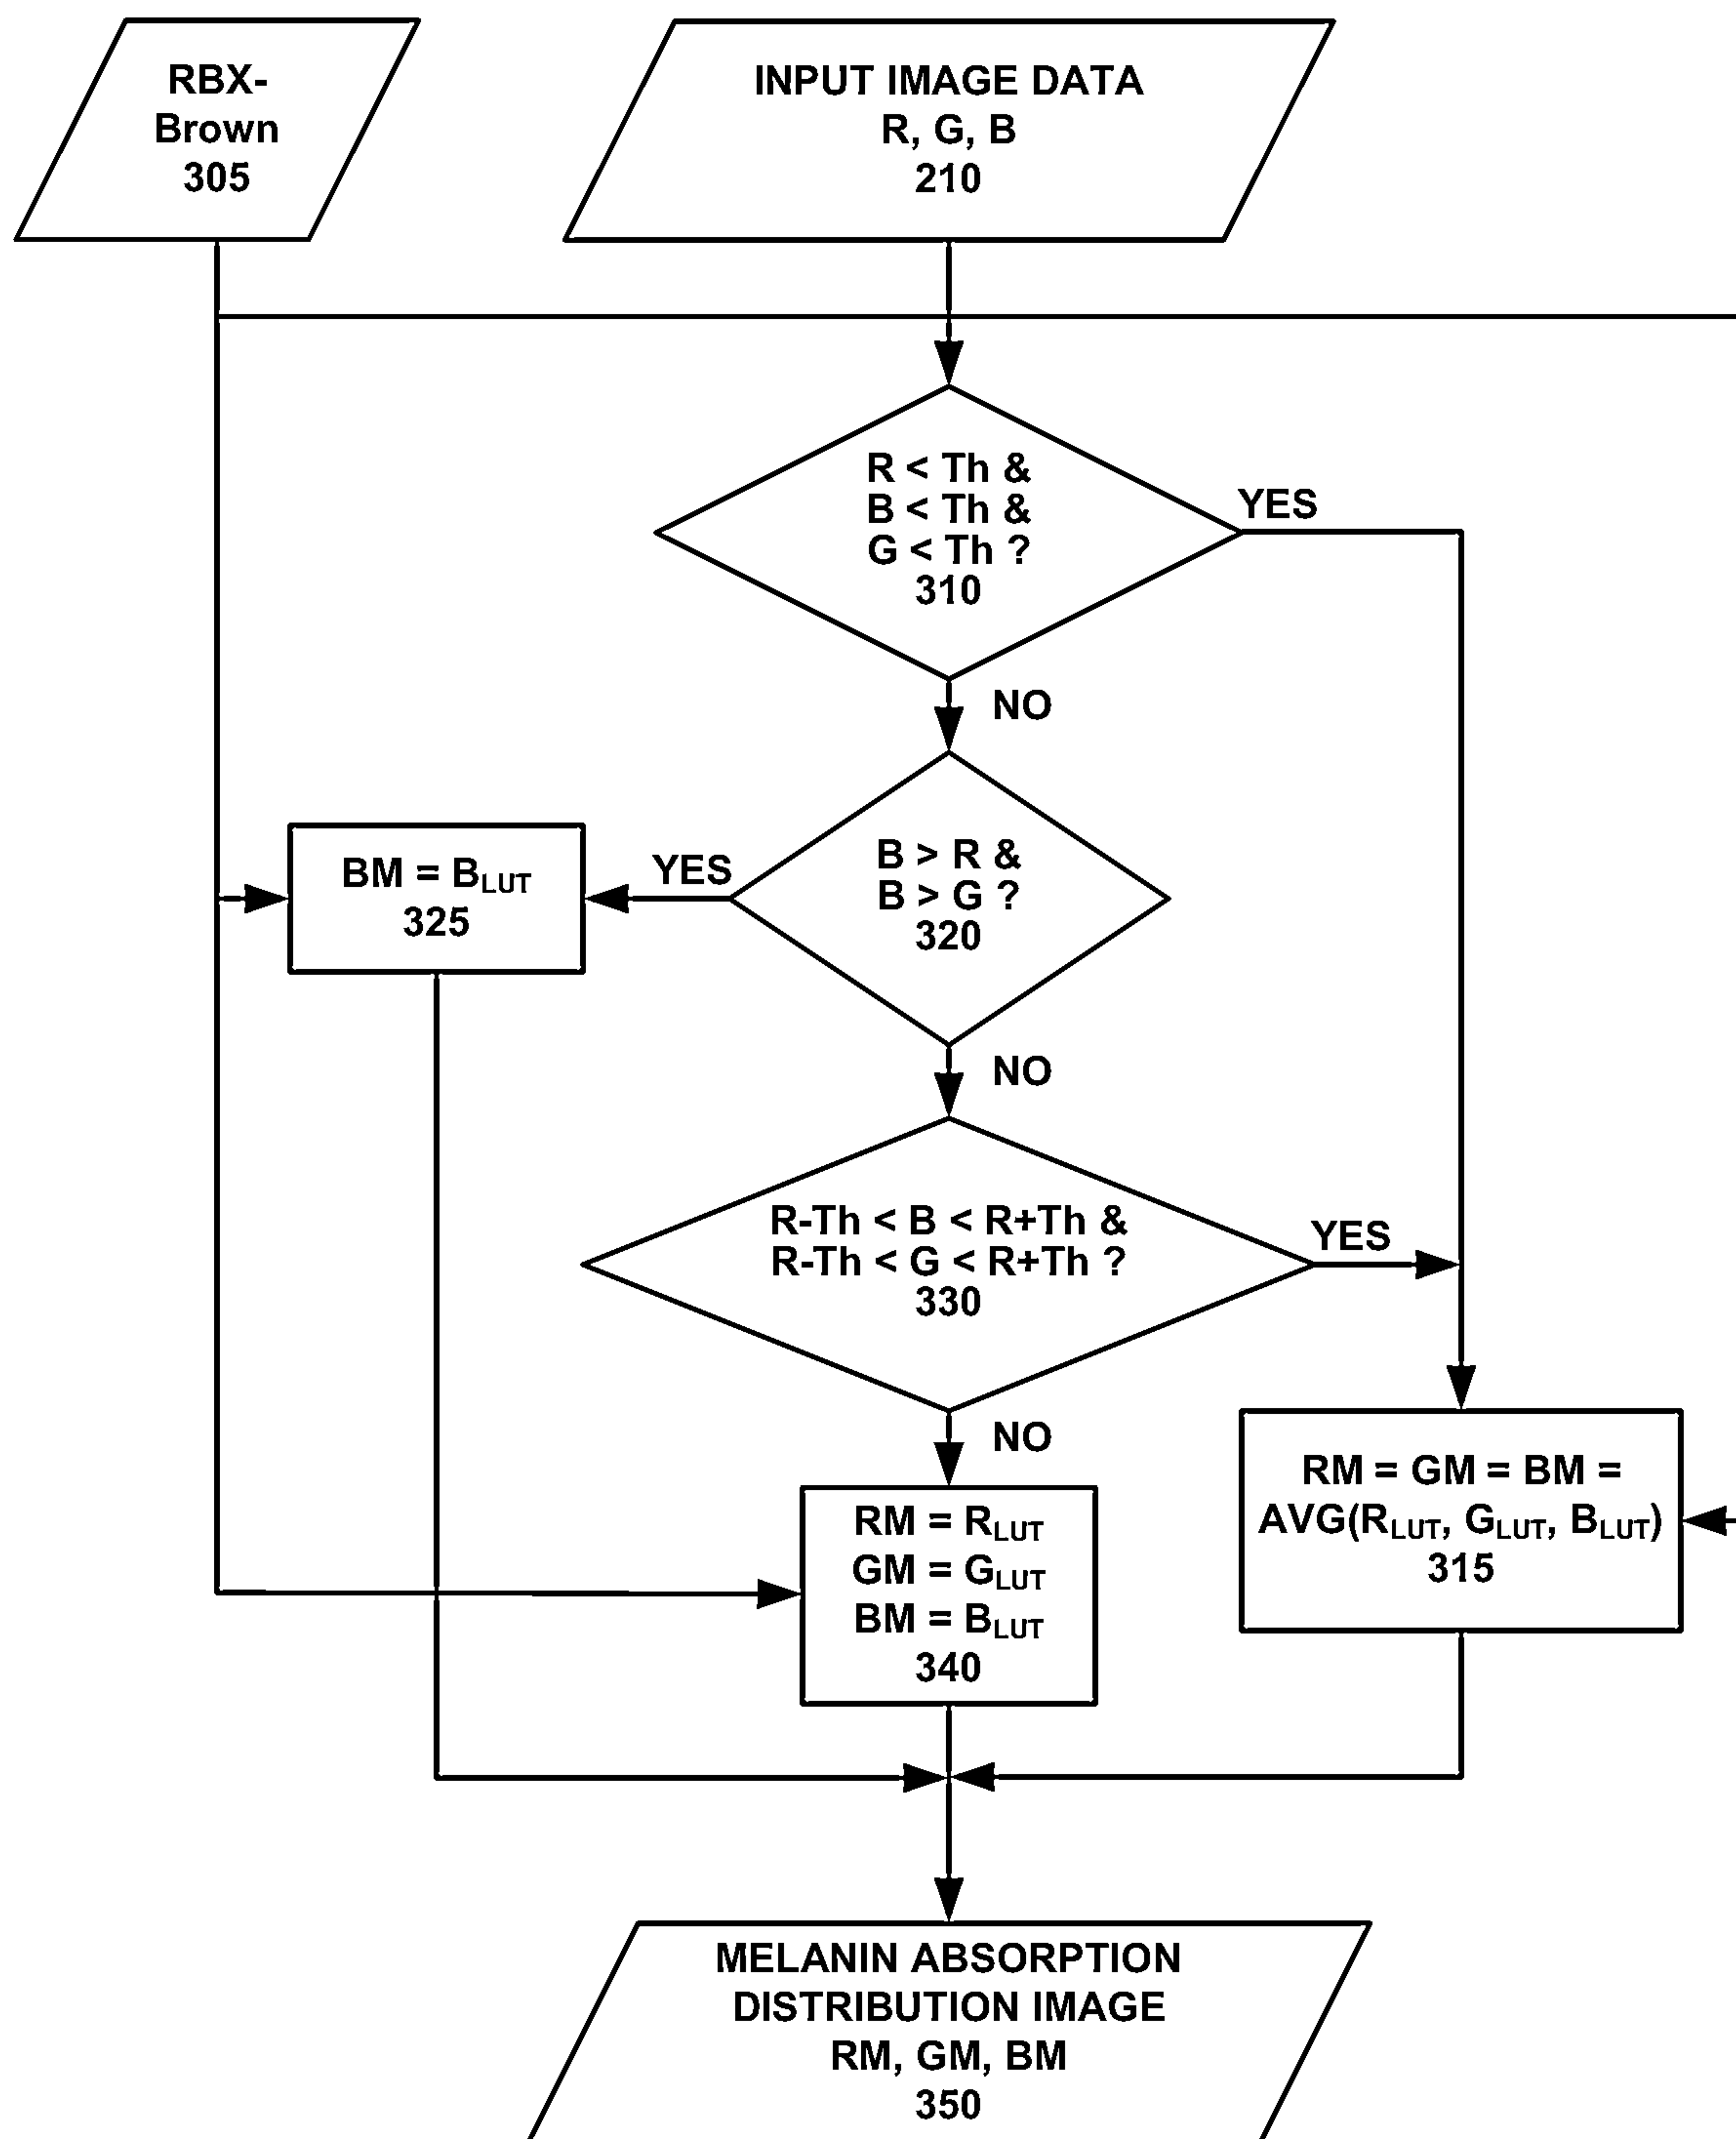 RBX-
Brown
305
INPUT IMAGE DATA
R, G, B
210
R < Th &
B < Th &
G < Th ?
310
YES
NO
B > R &
B > G ?
320
YES
BM = BLUT
325
NO
R-Th < B < R+Th &
R-Th < G < R+Th ?
330
YES
NO
RM = RLUT
GM = GLUT
BM = BLUT
340
RM = GM = BM =
AVG(RLUT, GLUT, BLUT)
315
MELANIN ABSORPTION
DISTRIBUTION IMAGE
RM, GM, BM
350